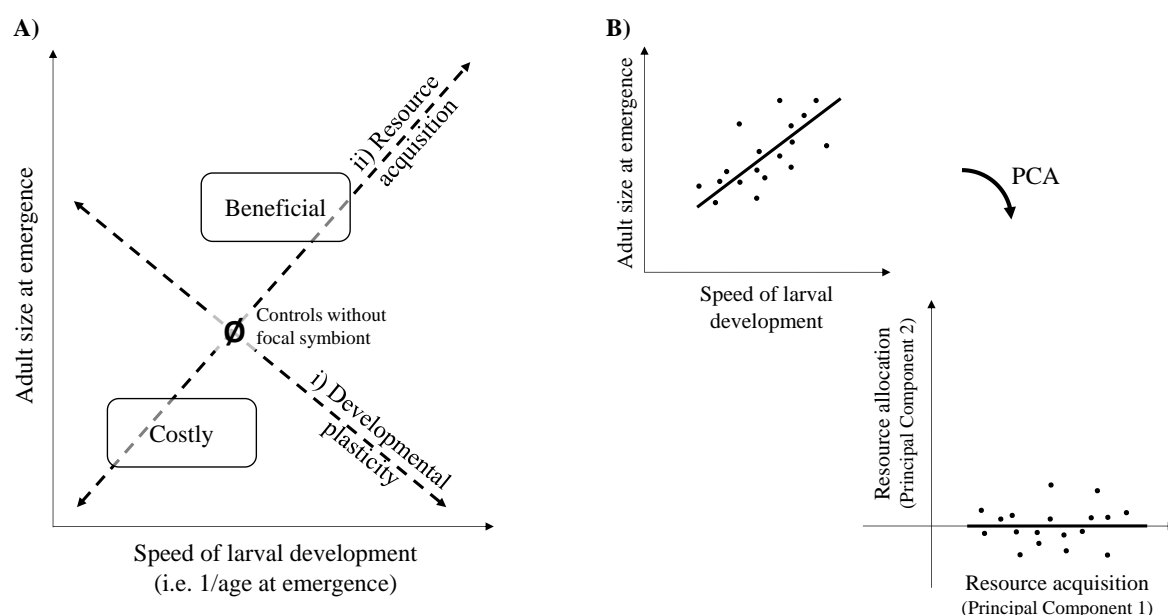 A)
Adult size at emergence
ii) Resource
acquisition
Beneficial
Ø
Controls without
focal symbiont
i) Developmental
plasticity
Costly
Speed of larval development
(i.e. 1/age at emergence)
B)
Adult size at emergence
Speed of larval
development
PCA
Resource allocation
(Principal Component 2)
Resource acquisition
(Principal Component 1)